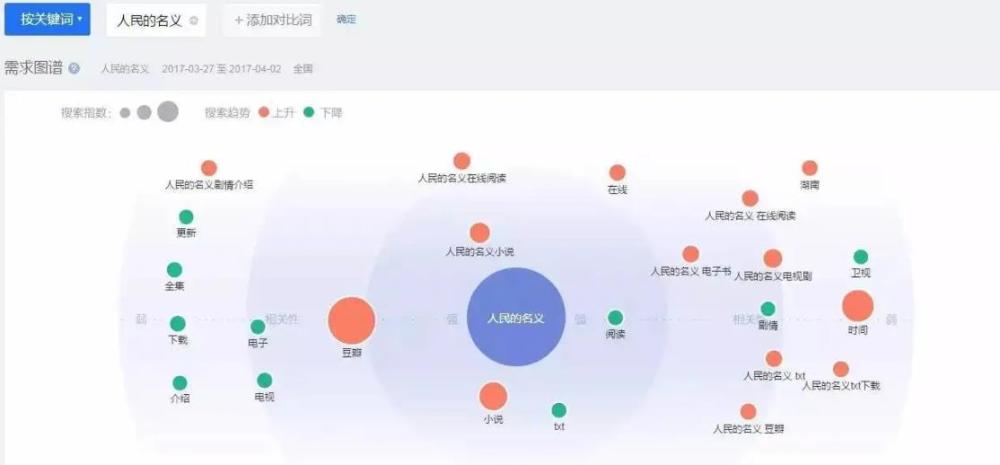 按关键词
人民的名义
+添加对比词
确定
需求图谱
人民的名义 2017-03-27 至 2017-04-02 全国
搜索指数：
搜索趋势 上升 下降
人民的名义剧情介绍
人民的名义在线阅读
在线
湖南
人民的名义 在线阅读
更新
人民的名义小说
人民的名义 电子书
人民的名义电视剧
卫视
全集
弱
相关性
强
人民的名义
强
相关性
弱
下载
电子
豆瓣
阅读
剧情
时间
人民的名义 txt
人民的名义txt下载
介绍
电视
小说
txt
人民的名义 豆瓣